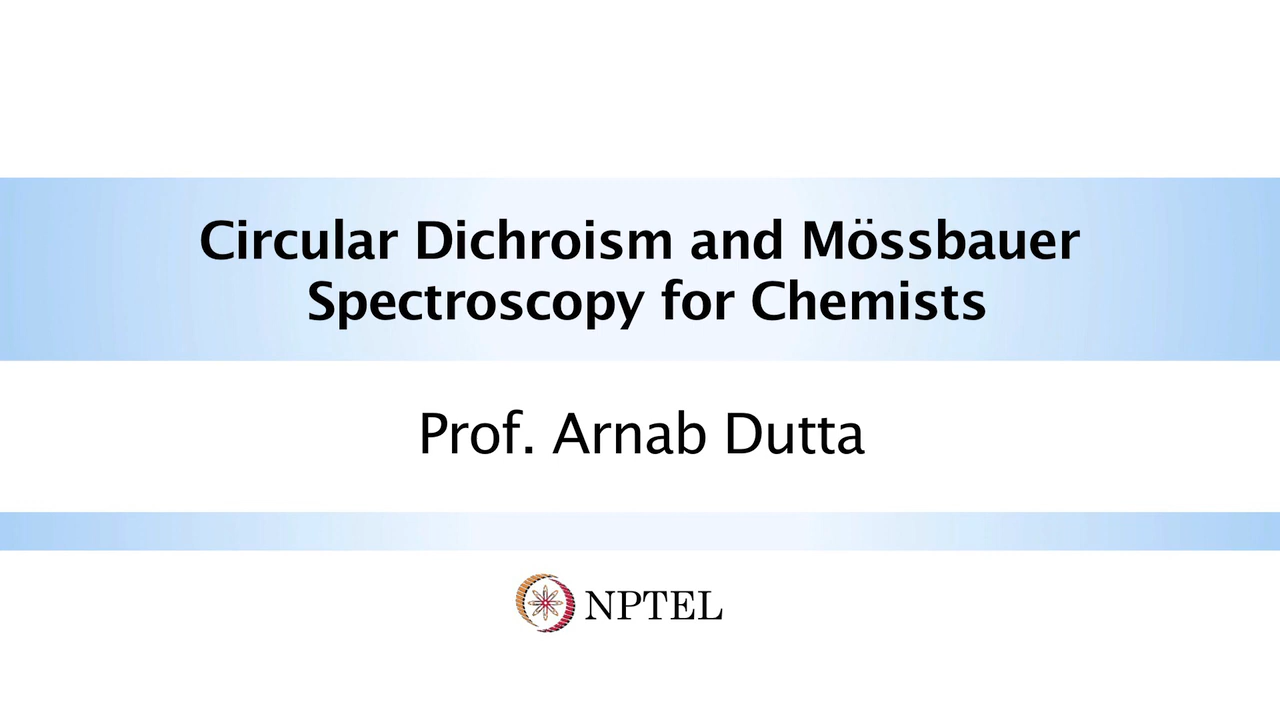 Circular Dichroism and Mössbauer
Spectroscopy for Chemists
Prof. Arnab Dutta
NPTEL